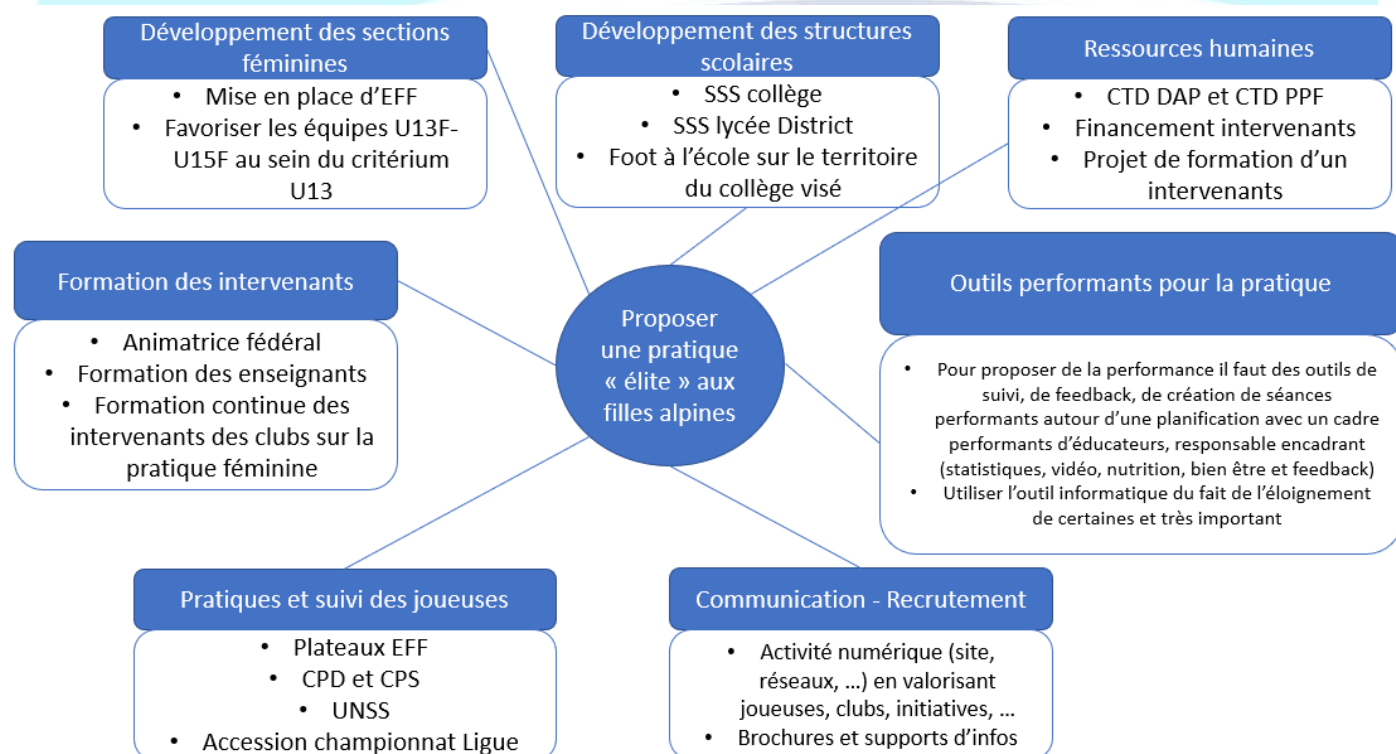 Développement des sections
féminines
• Mise en place d'EFF
• Favoriser les équipes U13F-
U15F au sein du critérium
U13
Développement des structures
scolaires
• SSS collège
• SSS lycée District
• Foot à l'école sur le territoire
du collège visé
Ressources humaines
• CTD DAP et CTD PPF
• Financement intervenants
• Projet de formation d'un
intervenants
Formation des intervenants
• Animatrice fédéral
• Formation des enseignants
• Formation continue des
intervenants des clubs sur la
pratique féminine
Proposer
une pratique
« élite » aux
filles alpines
Outils performants pour la pratique
• Pour proposer de la performance il faut des outils de
suivi, de feedback, de création de séances
performants autour d'une planification avec un cadre
performants d'éducateurs, responsable encadrant
(statistiques, vidéo, nutrition, bien être et feedback)
• Utiliser l'outil informatique du fait de l'éloignement
de certaines et très important
Pratiques et suivi des joueuses
• Plateaux EFF
• CPD et CPS
• UNSS
• Accession championnat Ligue
Communication - Recrutement
• Activité numérique (site,
réseaux, …) en valorisant
joueuses, clubs, initiatives, …
• Brochures et supports d'infos